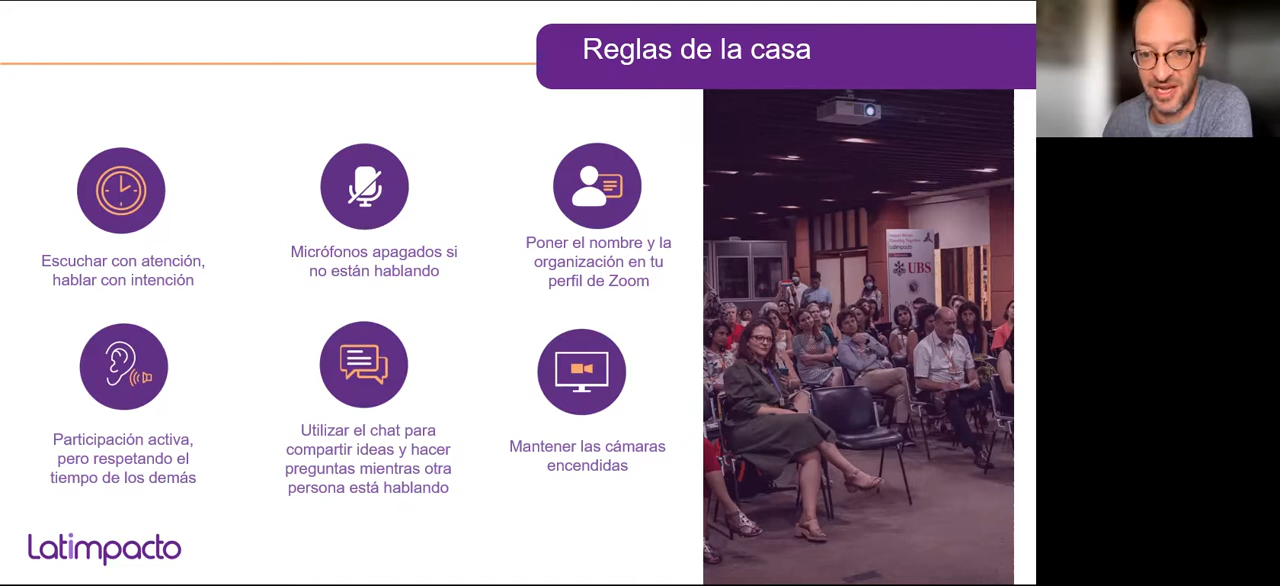 Reglas de la casa
Escuchar con atención,
hablar con intención
Micrófonos apagados si
no están hablando
Poner el nombre y la
organización en tu
perfil de Zoom
Participación activa,
pero respetando el
tiempo de los demás
Utilizar el chat para
compartir ideas y hacer
preguntas mientras otra
persona está hablando
Mantener las cámaras
encendidas
Latimpacto
UBS